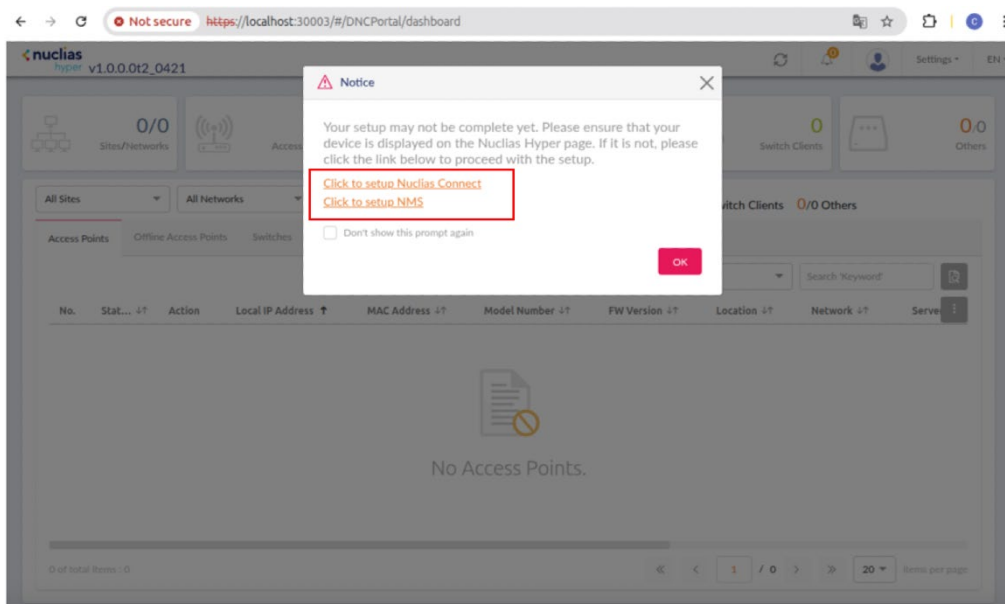 Not secure https://localhost:30003/#/DNCPortal/dashboard
C
nuclias
hyper v1.0.0.0t2_0421
0
Settings
EN
Notice
Your setup may not be complete yet. Please ensure that your
device is displayed on the Nuclias Hyper page. If it is not, please
click the link below to proceed with the setup.
Click to setup Nuclias Connect
Click to setup NMS
Don't show this prompt again
OK
0/0
Sites/Networks
Access
0
Switch Clients
0/0
Others
All Sites
All Networks
witch Clients 0/0 Others
Access Points Offline Access Points Switches
Search 'Keyword'
No. Stat... Action Local IP Address MAC Address Model Number FW Version Location Network Serve
No Access Points.
0 of total items : 0
1 / 0
20 items per page